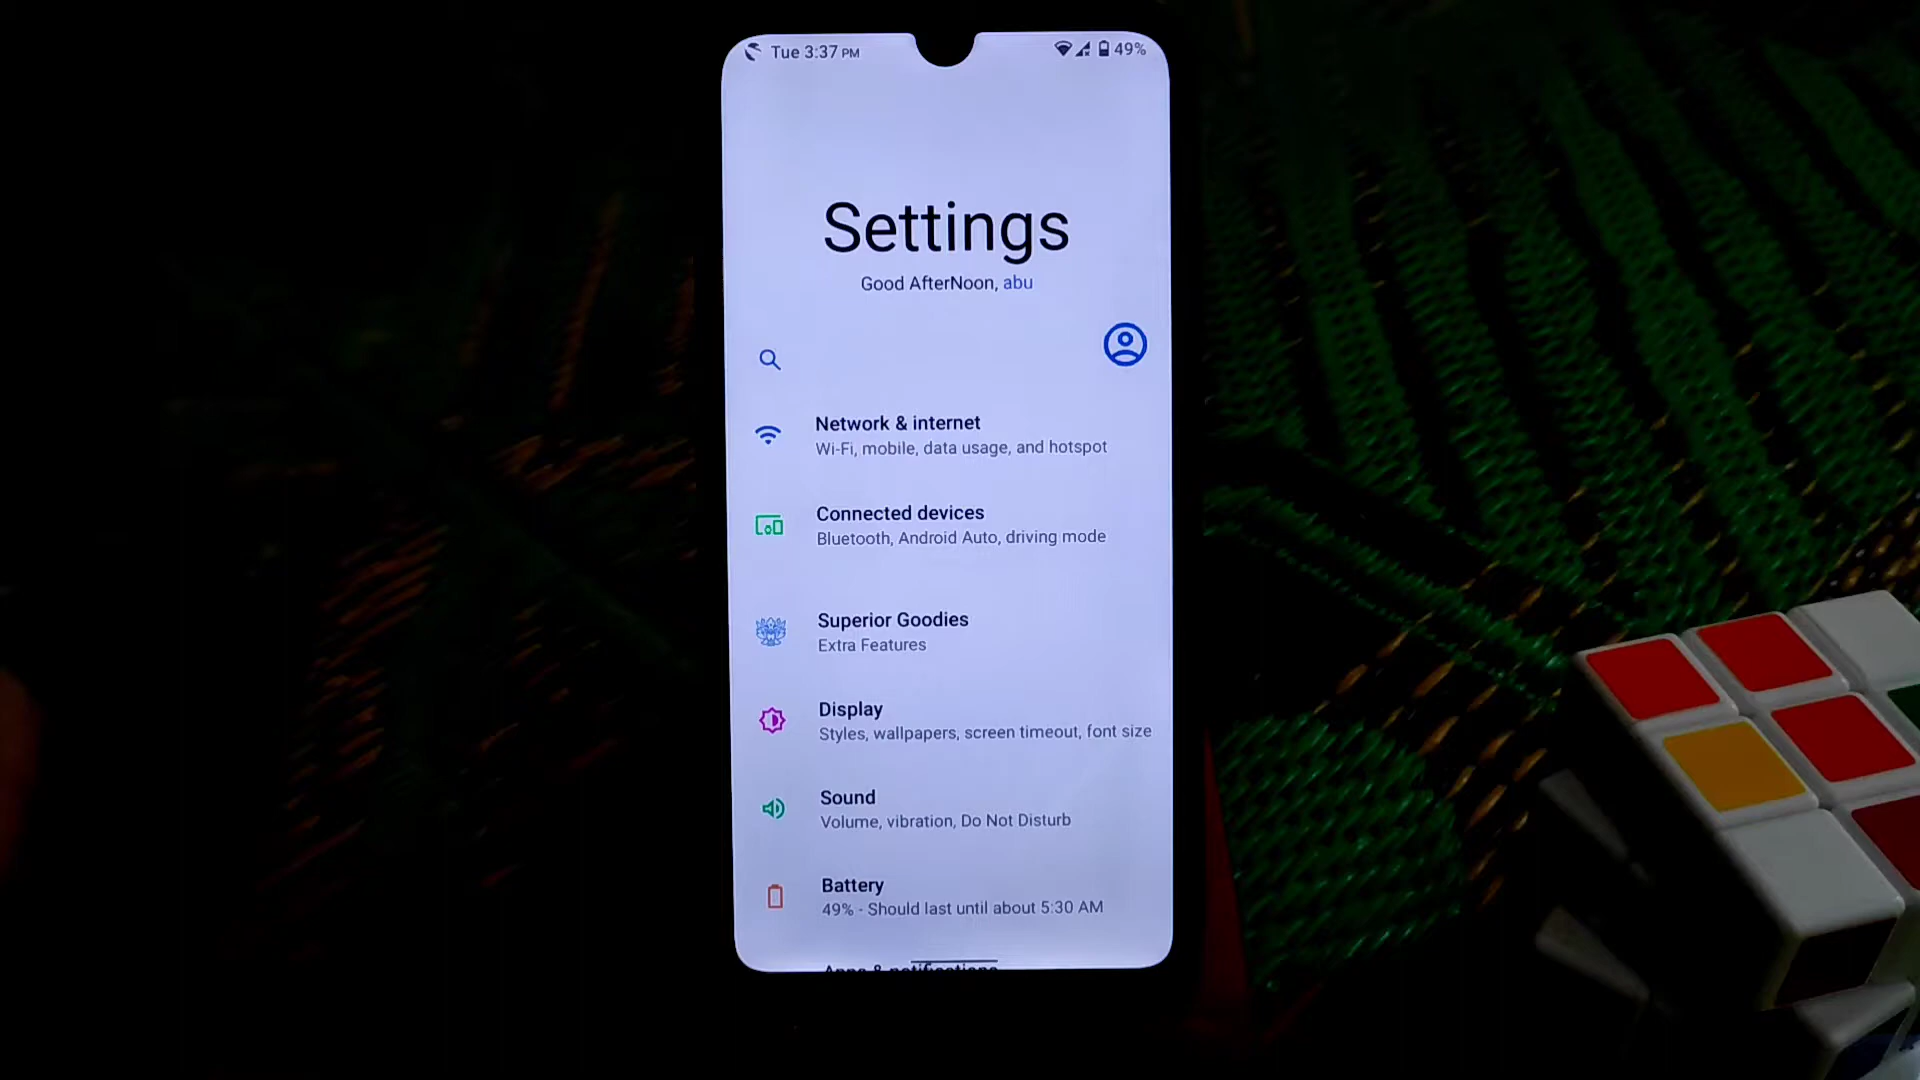 Tue 3:37 PM
49%
Settings
Good AfterNoon, abu
Network & internet
Wi-Fi, mobile, data usage, and hotspot
Connected devices
Bluetooth, Android Auto, driving mode
Superior Goodies
Extra Features
Display
Styles, wallpapers, screen timeout, font size
Sound
Volume, vibration, Do Not Disturb
Battery
49% - Should last until about 5:30 AM
Apps & notifications